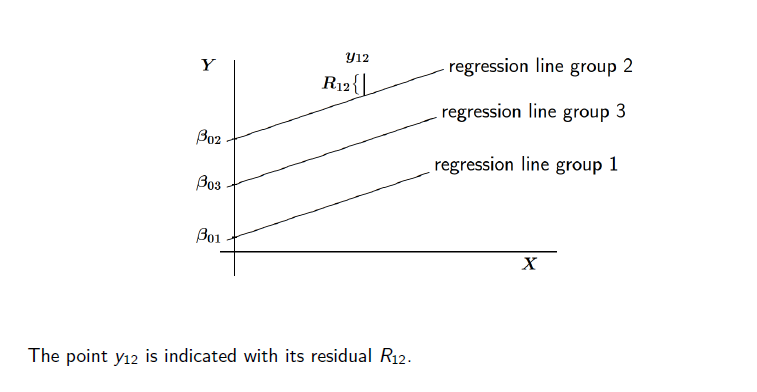 y₁₂
Y
regression line group 2
R₁₂{
regression line group 3
β₀₂
regression line group 1
β₀₃
β₀₁
X
The point y₁₂ is indicated with its residual R₁₂.